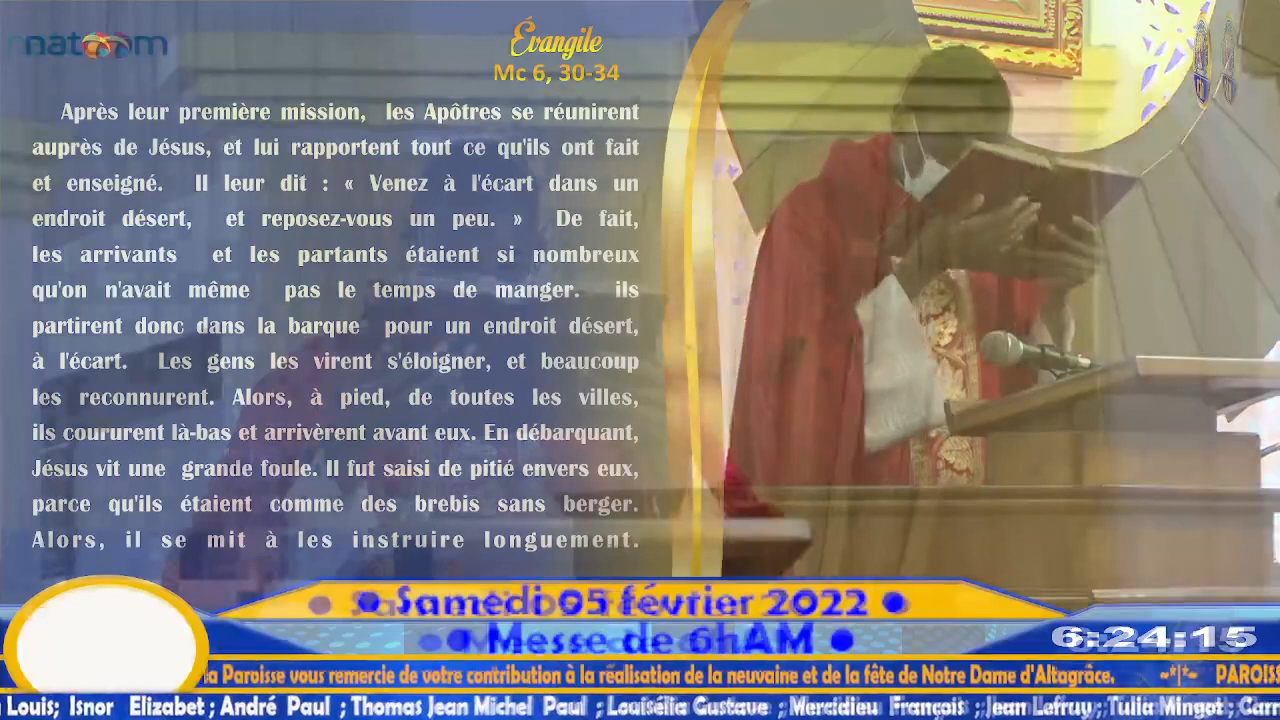 natcom
Évangile
Mc 6, 30-34
Après leur première mission, les Apôtres se réunirent
auprès de Jésus, et lui rapportent tout ce qu'ils ont fait
et enseigné. Il leur dit : « Venez à l'écart dans un
endroit désert, et reposez-vous un peu. » De fait,
les arrivants et les partants étaient si nombreux
qu'on n'avait même pas le temps de manger. ils
partirent donc dans la barque pour un endroit désert,
à l'écart. Les gens les virent s'éloigner, et beaucoup
les reconnurent. Alors, à pied, de toutes les villes,
ils coururent là-bas et arrivèrent avant eux. En débarquant,
Jésus vit une grande foule. Il fut saisi de pitié envers eux,
parce qu'ils étaient comme des brebis sans berger.
Alors, il se mit à les instruire longuement.
• Samedi 05 février 2022 •
• Messe de 6hAM •
6:24:15
la Paroisse vous remercie de votre contribution à la réalisation de la neuvaine et de la fête de Notre Dame d'Altagrâce. ~*|*~ PAROISS
Louis; Isnor Elizabet ; André Paul ; Thomas Jean Michel Paul ; Louisélia Gustave ; Mercidieu François ; Jean Lefruy ; Tulia Mingot ; Carn